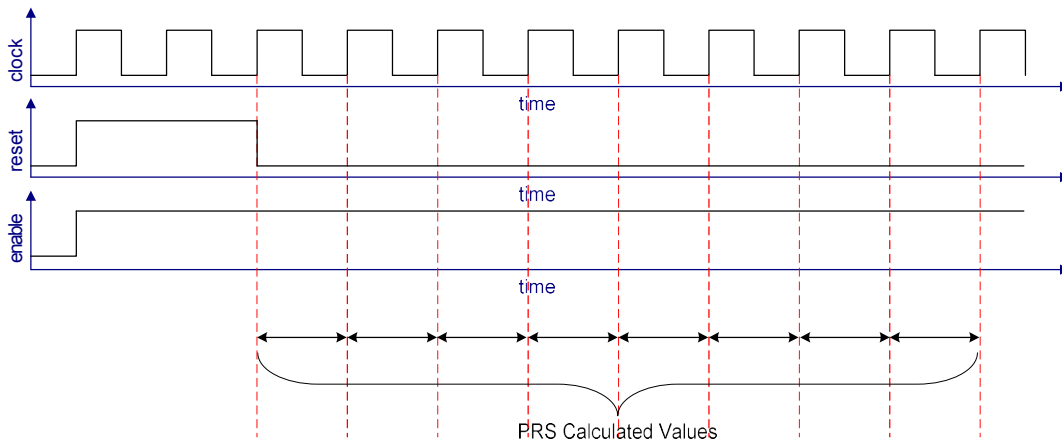 clock
time
reset
time
enable
time
PRS Calculated Values